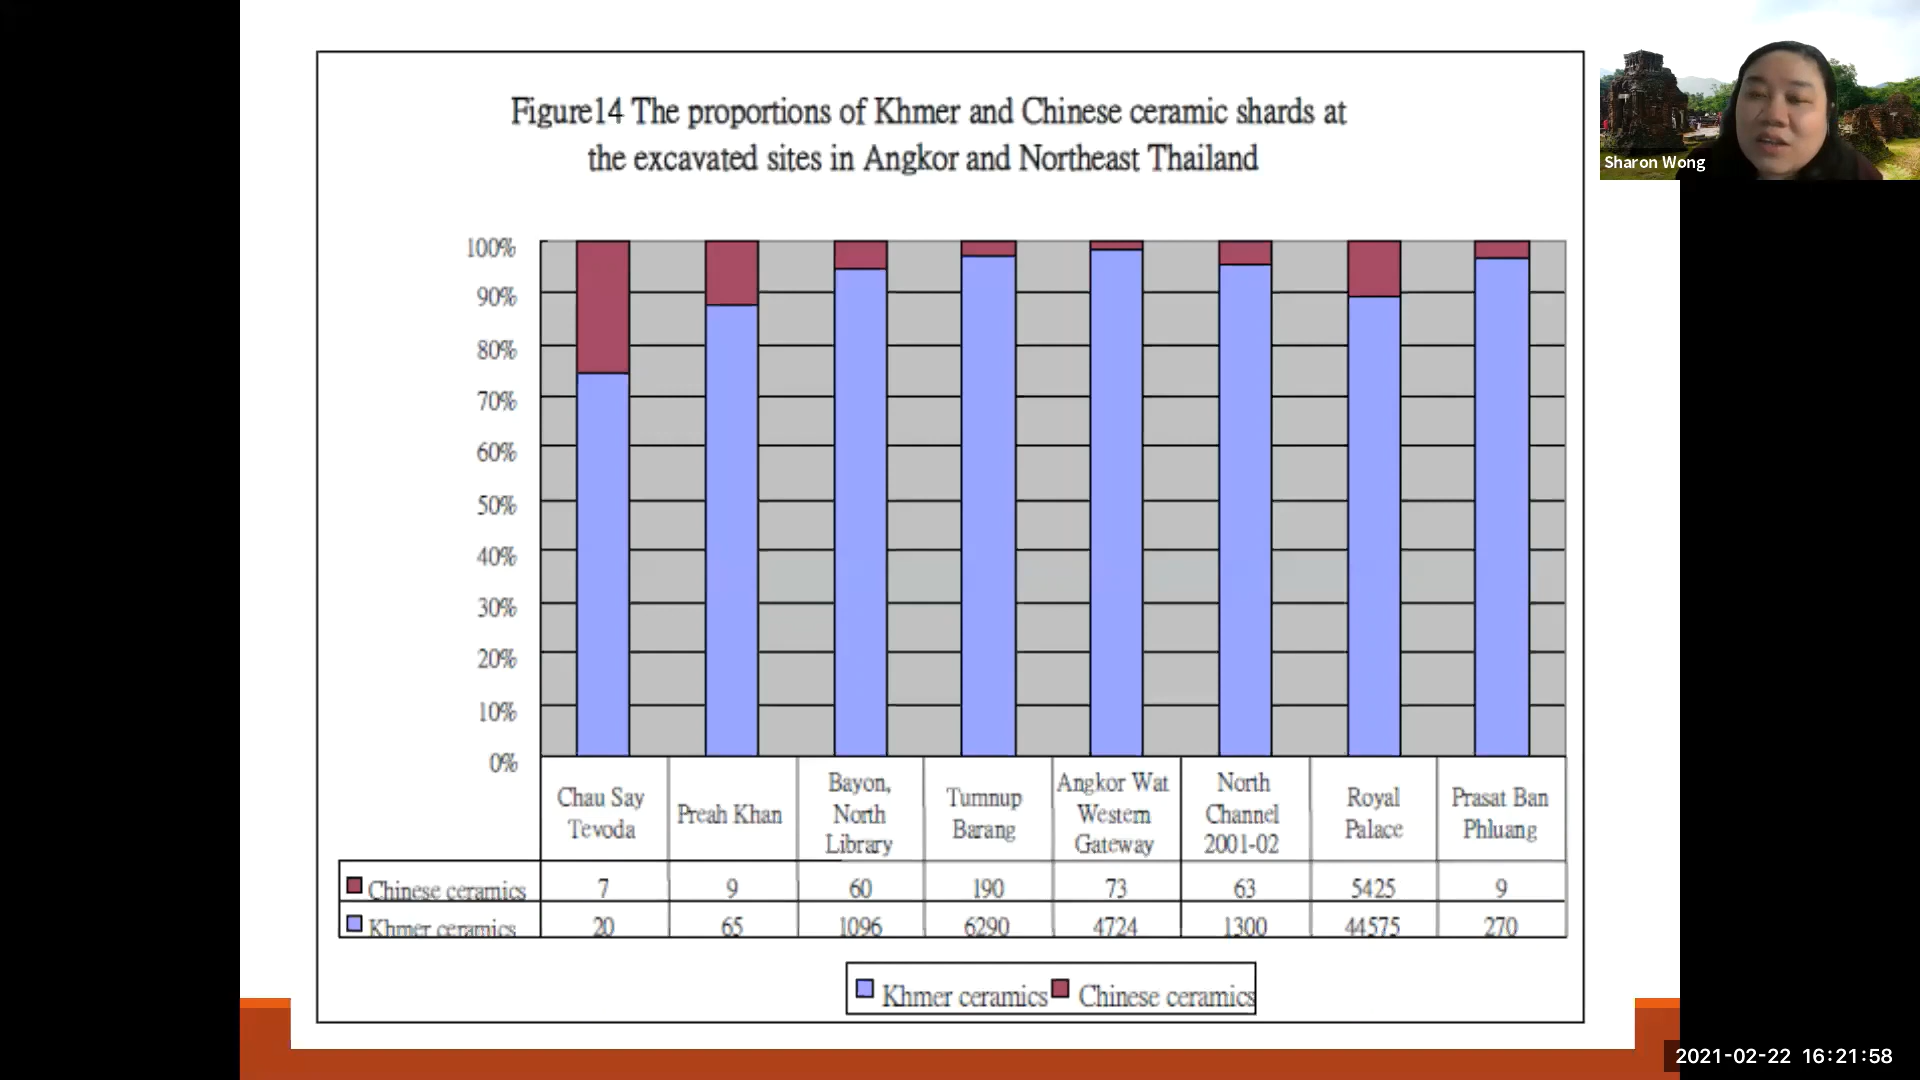 Figure14 The proportions of Khmer and Chinese ceramic shards at
the excavated sites in Angkor and Northeast Thailand
Sharon Wong
100%
90%
80%
70%
60%
50%
40%
30%
20%
10%
0%
Chau Say
Tevoda
Preah Khan
Bayon,
North
Library
Tumnup
Barang
Angkor Wat
Western
Gateway
North
Channel
2001-02
Royal
Palace
Prasat Ban
Phluang
Chinese ceramics 7 9 60 190 73 63 5425 9
Khmer ceramics 20 65 1096 6290 4724 1300 44575 270
Khmer ceramics Chinese ceramics
2021-02-22 16:21:58